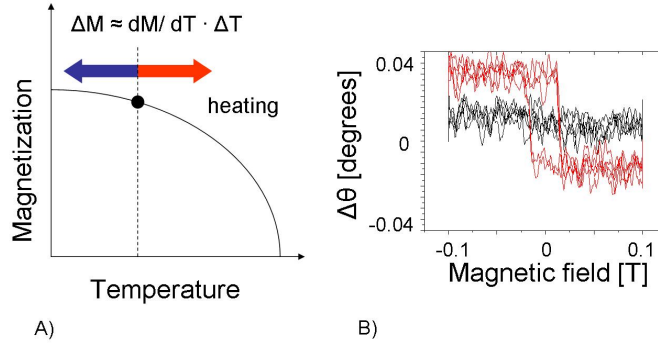 ΔM ≈ dM/ dT · ΔT
heating
Magnetization
Temperature
A)
0.04
0
-0.04
Δθ [degrees]
-0.1
0
0.1
Magnetic field [T]
B)